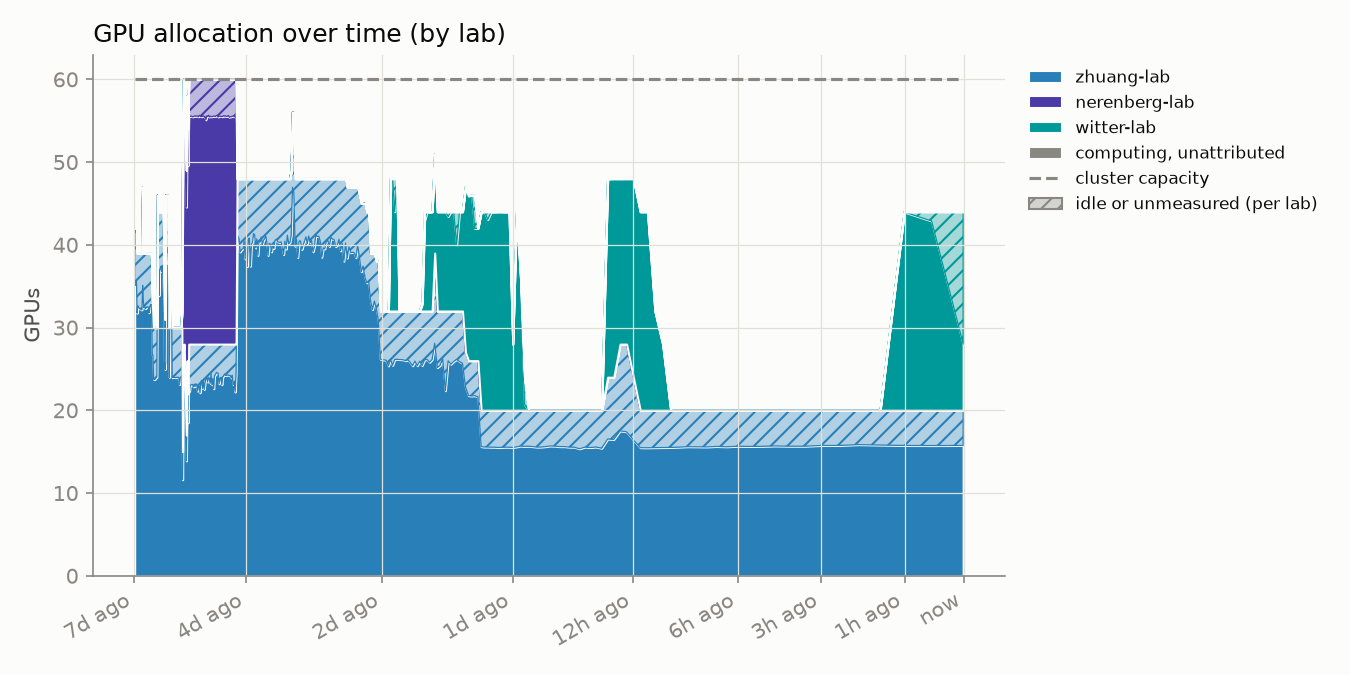 GPU allocation over time (by lab)
60
50
40
30
20
10
0
GPUs
7d ago
4d ago
2d ago
1d ago
12h ago
6h ago
3h ago
1h ago
now
zhuang-lab
nerenberg-lab
witter-lab
computing, unattributed
cluster capacity
idle or unmeasured (per lab)